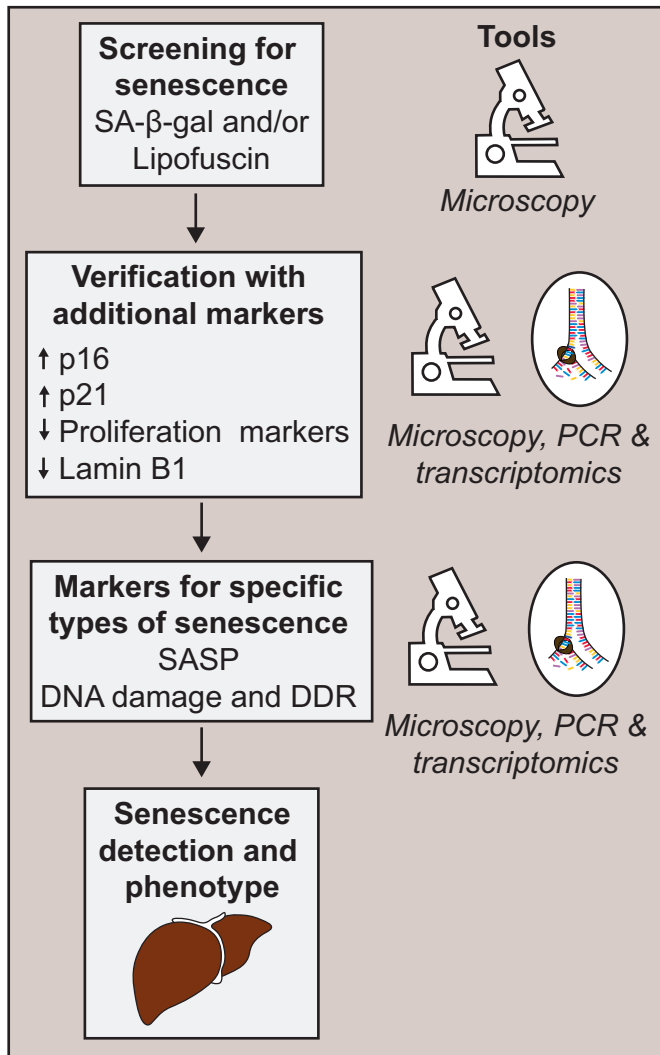 Screening for
senescence
SA-β-gal and/or
Lipofuscin
Tools
Microscopy
Verification with
additional markers
↑ p16
↑ p21
↓ Proliferation markers
↓ Lamin B1
Microscopy, PCR &
transcriptomics
Markers for specific
types of senescence
SASP
DNA damage and DDR
Microscopy, PCR &
transcriptomics
Senescence
detection and
phenotype